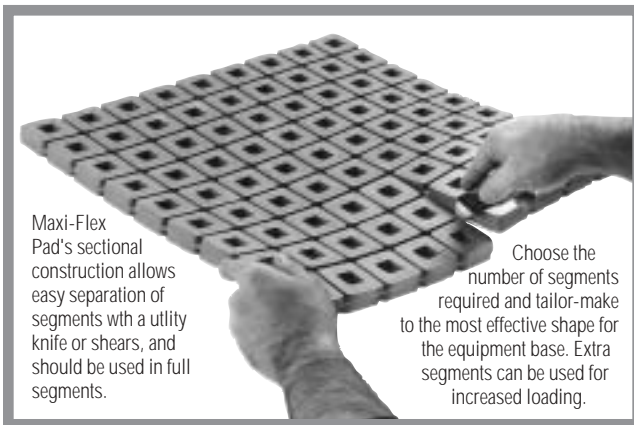 Maxi-Flex
Pad's sectional
construction allows
easy separation of
segments wth a utlity
knife or shears, and
should be used in full
segments.
Choose the
number of segments
required and tailor-make
to the most effective shape for
the equipment base. Extra
segments can be used for
increased loading.